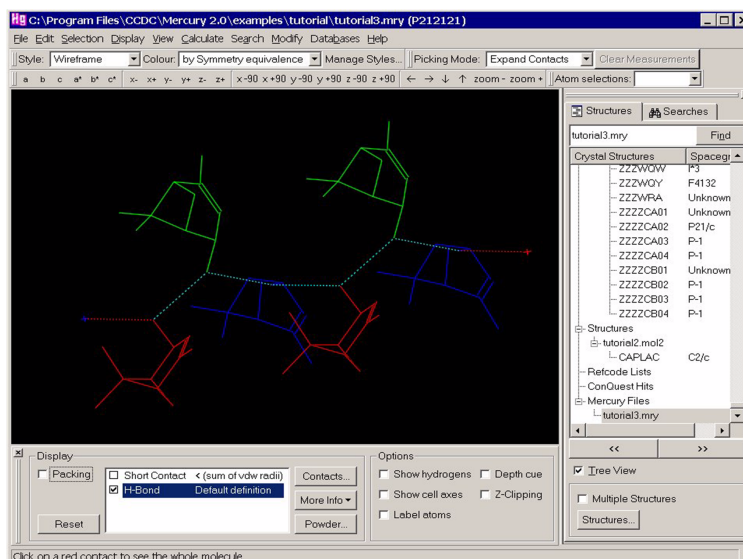 Hg C:\Program Files\CCDC\Mercury 2.0\examples\tutorial\tutorial3.mry (P212121)
File Edit Selection Display View Calculate Search Modify Databases Help
Style: Wireframe Colour: by Symmetry equivalence Manage Styles... Picking Mode: Expand Contacts Clear Measurements
a b c a* b* c* x- x+ y- y+ z- z+ x-90 x+90 y-90 y+90 z-90 z+90 ← → ↓ ↑ zoom- zoom+ Atom selections:
Structures Searches
tutorial3.mry Find
Crystal Structures Spacegr
ZZZWQW I*3
ZZZWQY F4132
ZZZWRA Unknown
ZZZZCA01 Unknown
ZZZZCA02 P21/c
ZZZZCA03 P-1
ZZZZCA04 P-1
ZZZZCB01 Unknown
ZZZZCB02 P-1
ZZZZCB03 P-1
ZZZZCB04 P-1
Structures
tutorial2.mol2
CAPLAC C2/c
Refcode Lists
ConQuest Hits
Mercury Files
tutorial3.mry
<< >>
Tree View
Multiple Structures
Structures...
Display
Packing
Reset
Short Contact < (sum of vdw radii)
H-Bond Default definition
Contacts...
More Info
Powder...
Options
Show hydrogens Depth cue
Show cell axes Z-Clipping
Label atoms
Click on a red contact to see the whole molecule